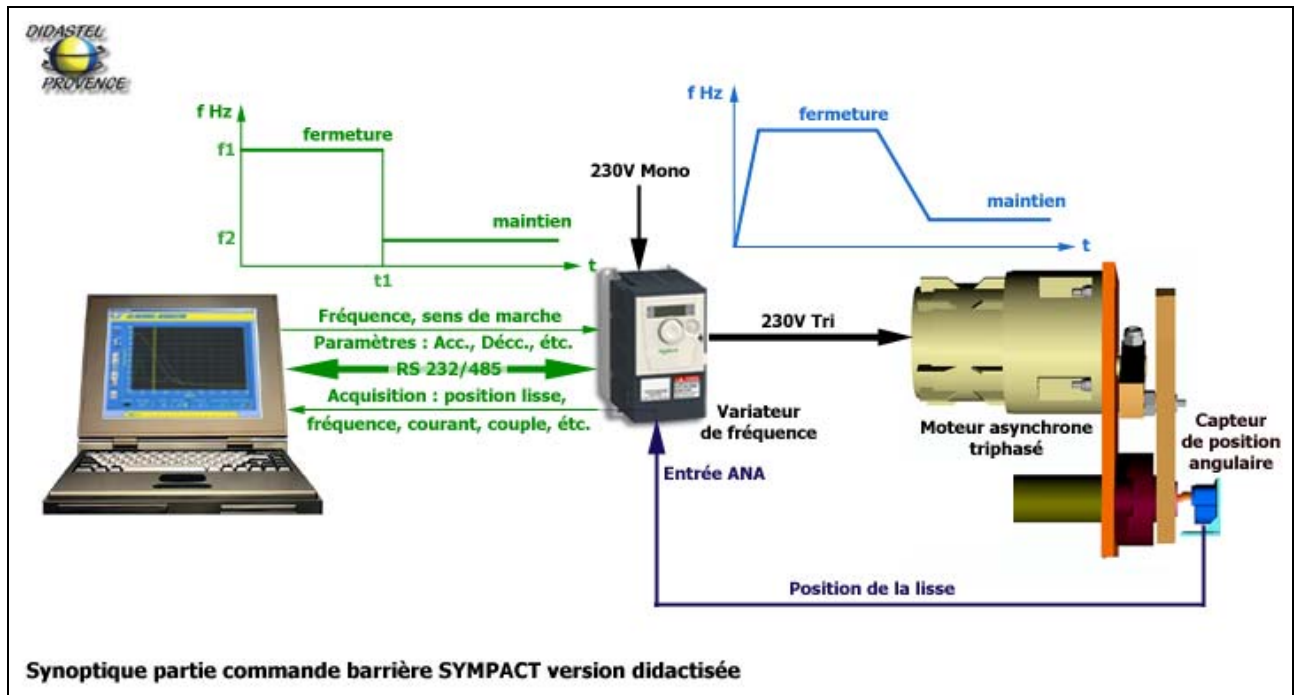 DIDASTEL
PROVENCE
f Hz
fermeture
f1
maintien
f2
t1
t
230V Mono
f Hz
fermeture
maintien
t
Fréquence, sens de marche
Paramètres : Acc., Décc., étc.
RS 232/485
Acquisition : position lisse,
fréquence, courant, couple, étc.
230V Tri
Variateur
de fréquence
Moteur asynchrone
triphasé
Capteur
de position
angulaire
Entrée ANA
Position de la lisse
Synoptique partie commande barrière SYMPACT version didactisée